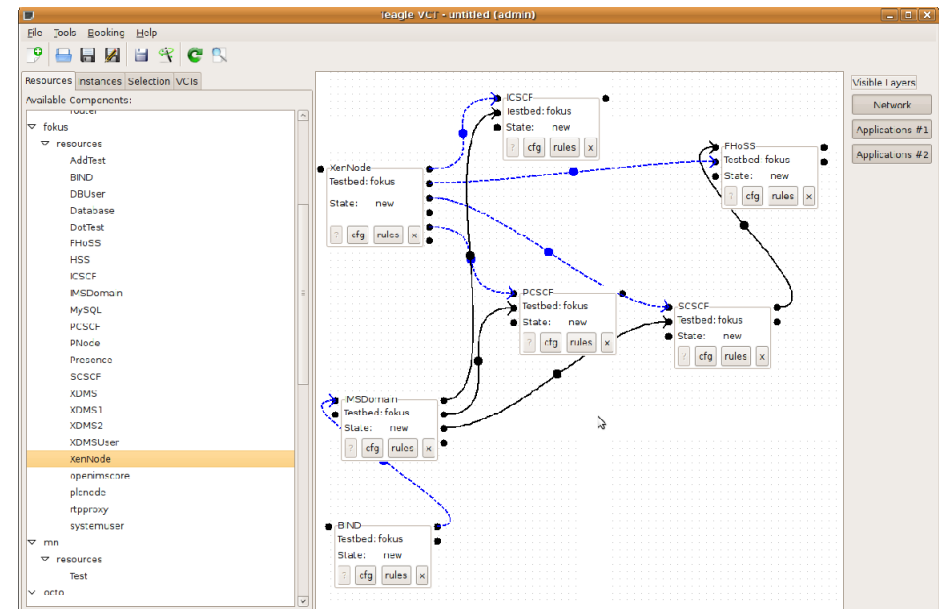 Teagle VCT - untitled (admin)
File Tools Booking Help
Resources Instances Selection VCTs
Available Components:
router
fokus
resources
AddTest
BIND
DBUser
Database
DotTest
FHoSS
HSS
ICSCF
IMSDomain
MySQL
PCSCF
PNode
Presence
SCSCF
XDMS
XDMS1
XDMS2
XDMSUser
XenNode
openimscore
plcnode
rtpproxy
systemuser
mn
resources
Test
octo
ICSCF
Testbed: fokus
State: new
? cfg rules x
FHoSS
Testbed: fokus
State: new
? cfg rules x
XenNode
Testbed: fokus
State: new
? cfg rules x
PCSCF
Testbed: fokus
State: new
? cfg rules x
SCSCF
Testbed: fokus
State: new
? cfg rules x
IMSDomain
Testbed: fokus
State: new
? cfg rules x
BIND
Testbed: fokus
State: new
? cfg rules x
Visible Layers
Network
Applications #1
Applications #2